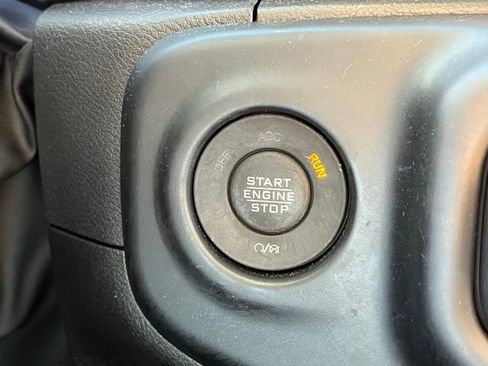 ACC
OFF
RUN
START
ENGINE
STOP